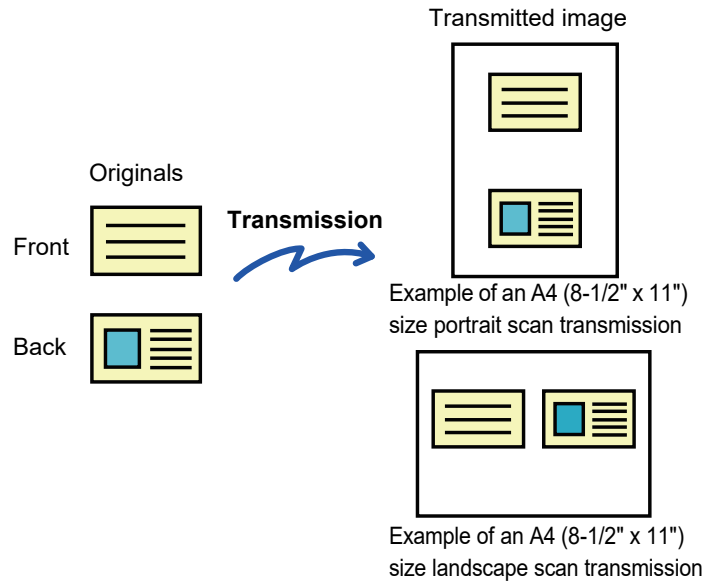 Transmitted image
Originals
Transmission
Front
Back
Example of an A4 (8-1/2" x 11")
size portrait scan transmission
Example of an A4 (8-1/2" x 11")
size landscape scan transmission